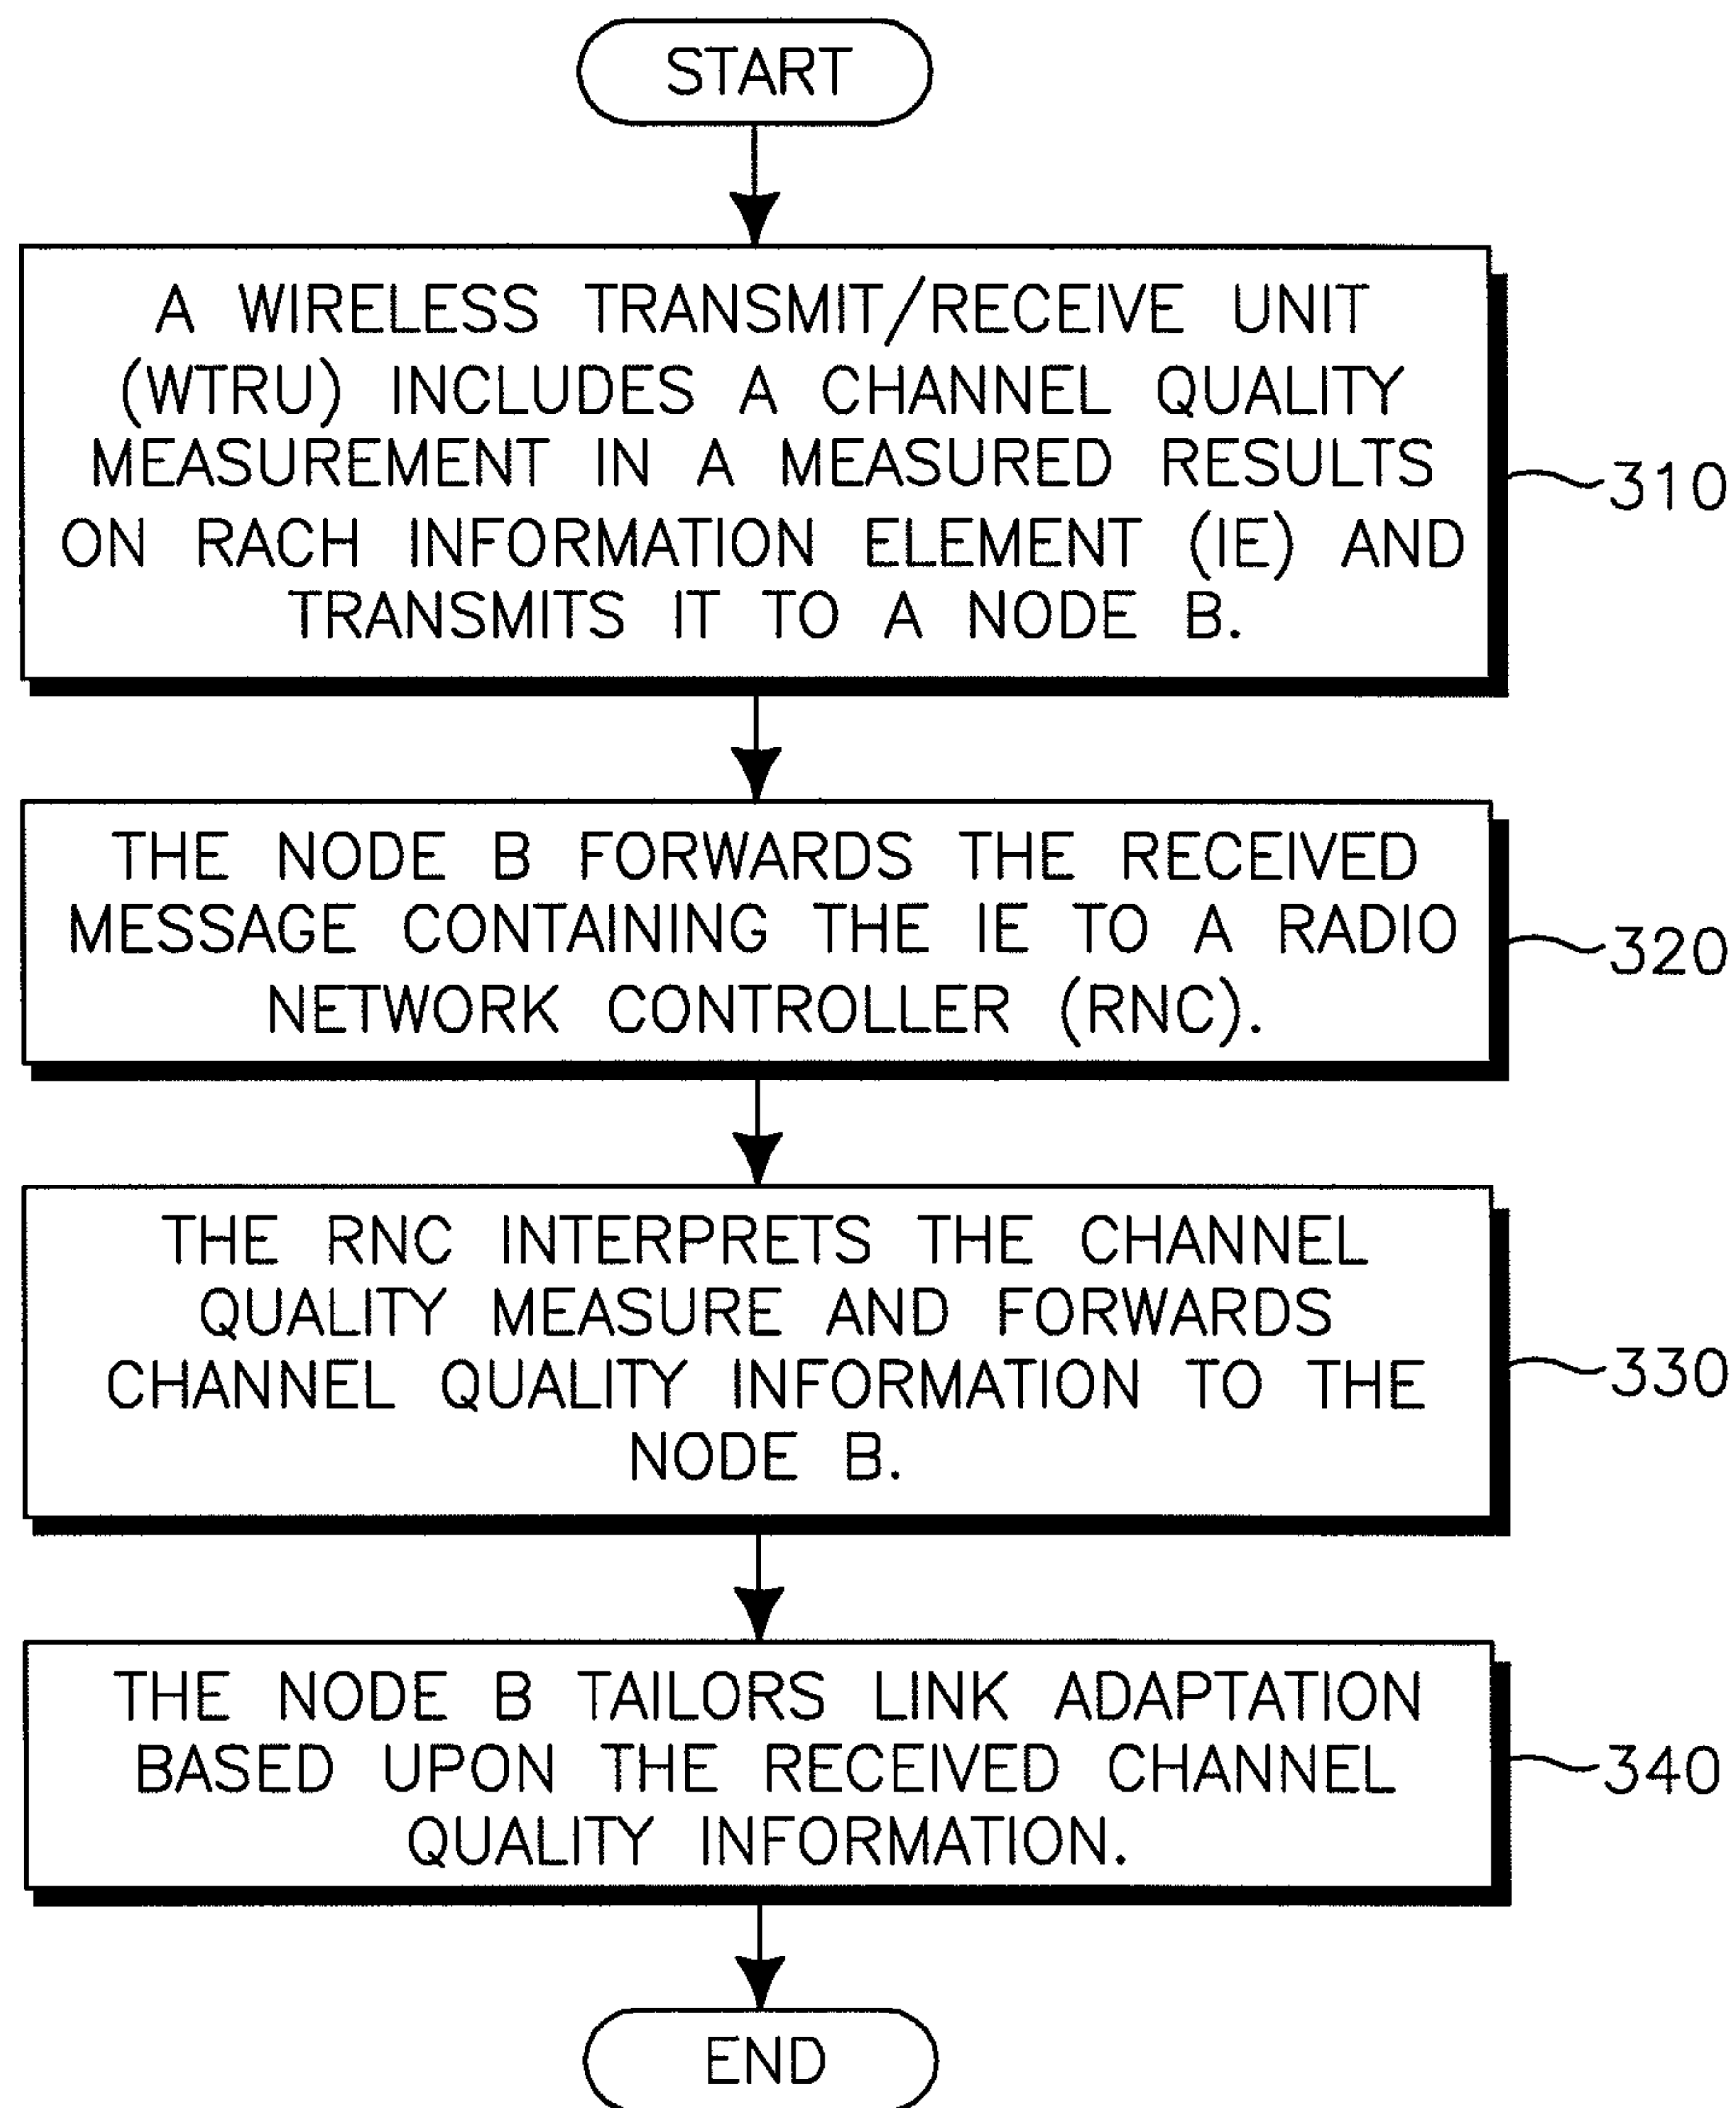 START
A WIRELESS TRANSMIT/RECEIVE UNIT
(WTRU) INCLUDES A CHANNEL QUALITY
MEASUREMENT IN A MEASURED RESULTS
ON RACH INFORMATION ELEMENT (IE) AND
TRANSMITS IT TO A NODE B.
310
THE NODE B FORWARDS THE RECEIVED
MESSAGE CONTAINING THE IE TO A RADIO
NETWORK CONTROLLER (RNC).
320
THE RNC INTERPRETS THE CHANNEL
QUALITY MEASURE AND FORWARDS
CHANNEL QUALITY INFORMATION TO THE
NODE B.
330
THE NODE B TAILORS LINK ADAPTATION
BASED UPON THE RECEIVED CHANNEL
QUALITY INFORMATION.
340
END